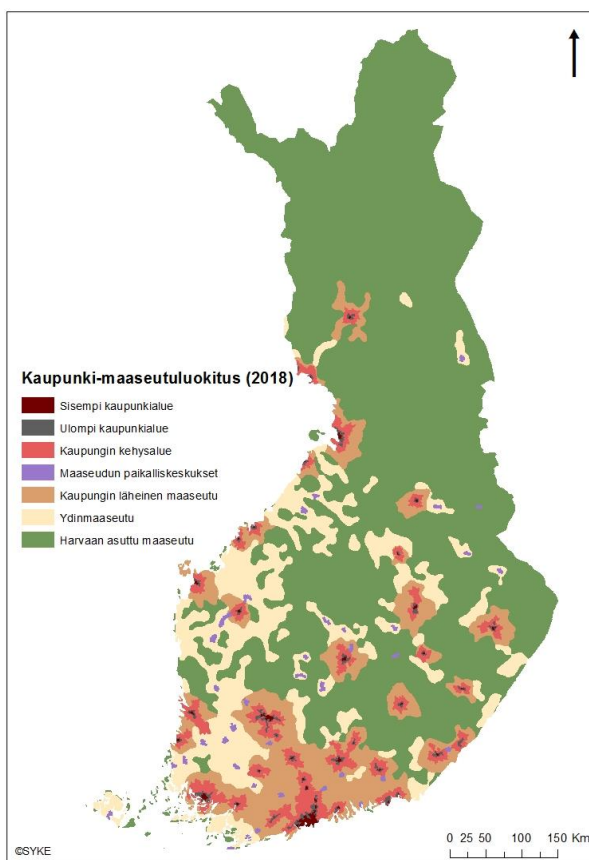 Kaupunki-maaseutuluokitus (2018)
Sisempi kaupunkialue
Ulompi kaupunkialue
Kaupungin kehysalue
Maaseudun paikalliskeskukset
Kaupungin läheinen maaseutu
Ydinmaaseutu
Harvaan asuttu maaseutu
©SYKE
0 25 50 100 150 Km